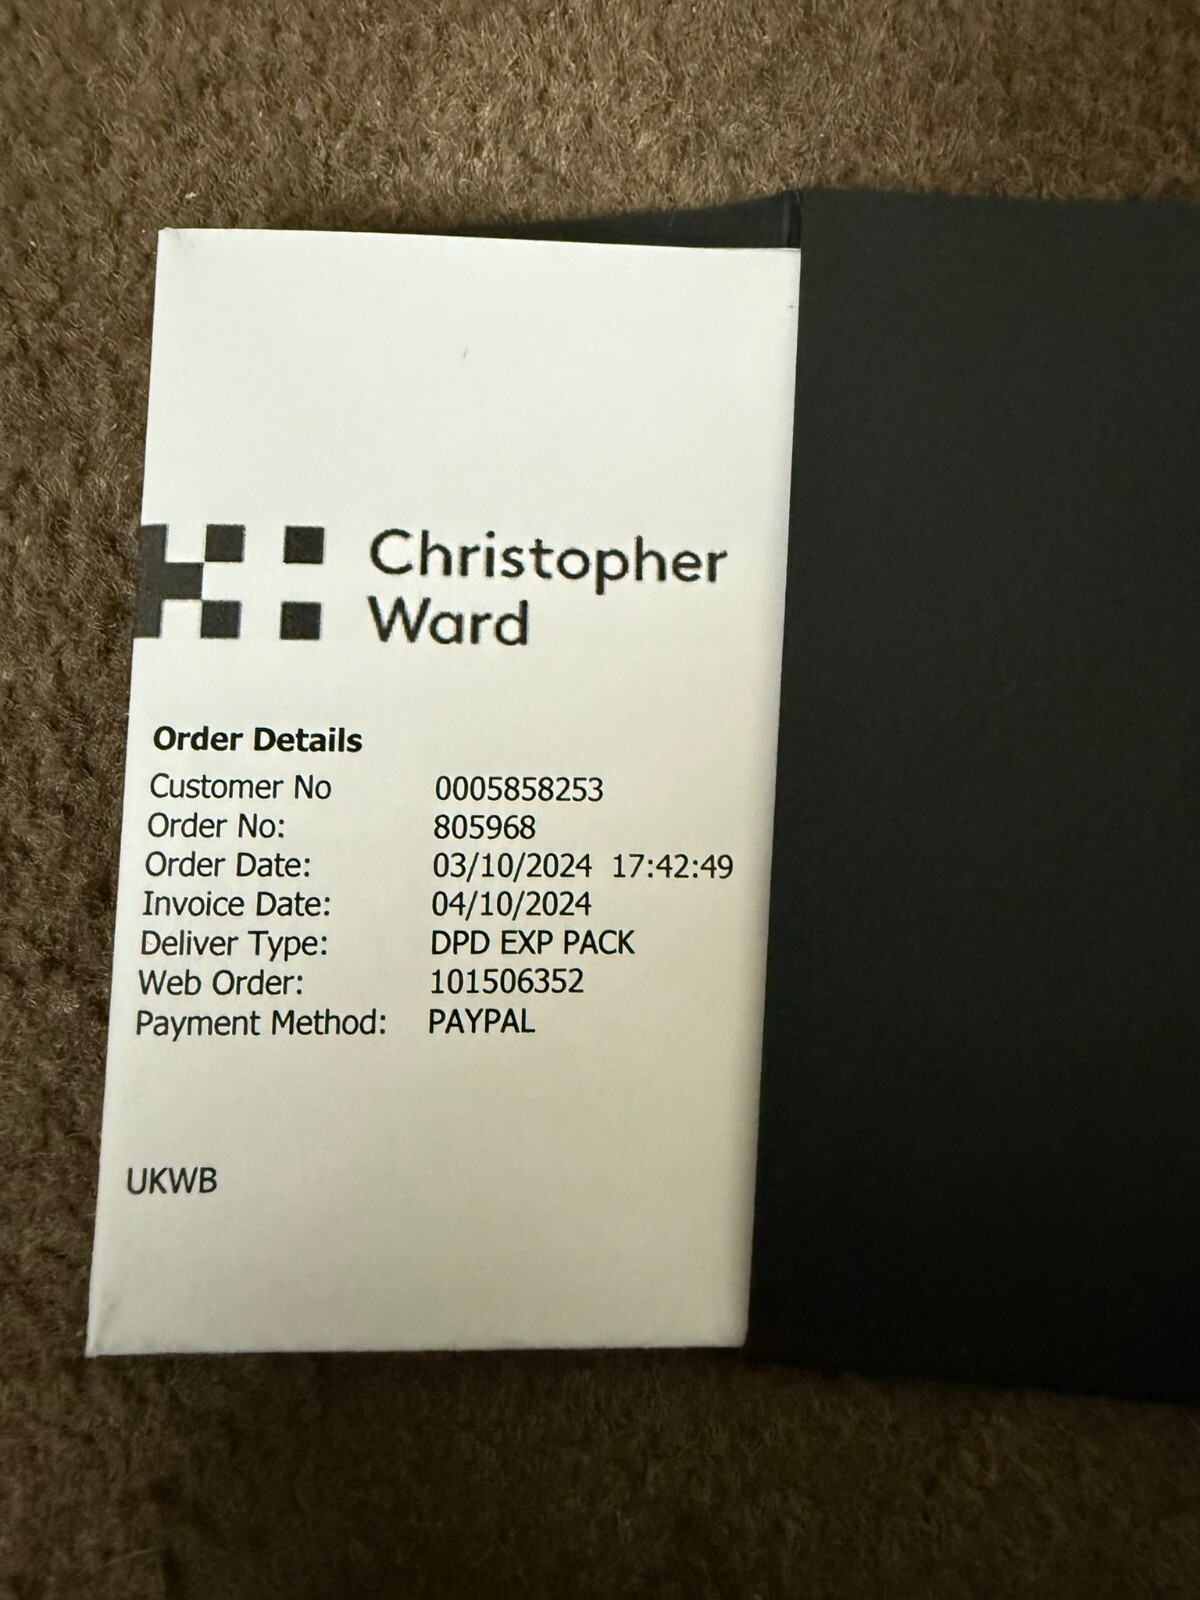 Christopher
Ward
Order Details
Customer No 0005858253
Order No: 805968
Order Date: 03/10/2024 17:42:49
Invoice Date: 04/10/2024
Deliver Type: DPD EXP PACK
Web Order: 101506352
Payment Method: PAYPAL
UKWB